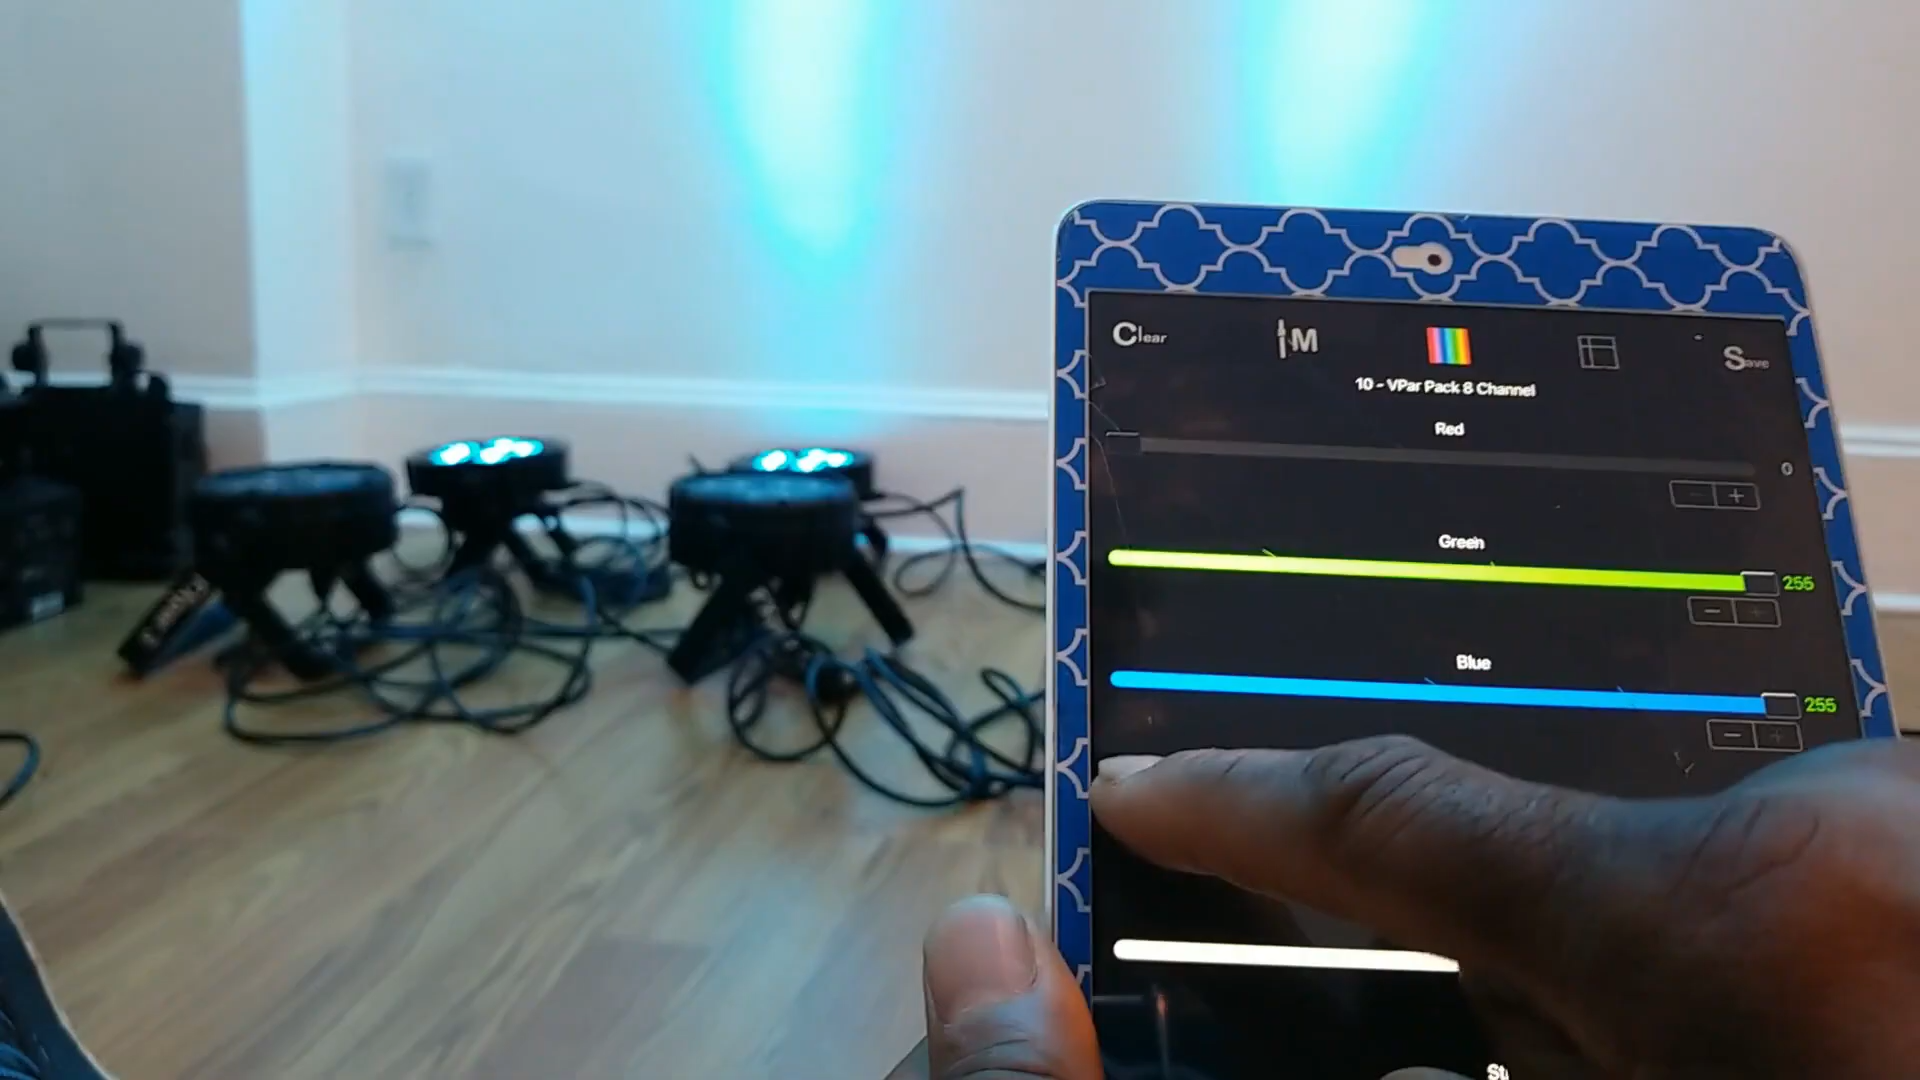 Clear
M
Save
10 - VPar Pack 8 Channel
Red
0
- +
Green
255
- +
Blue
255
- +